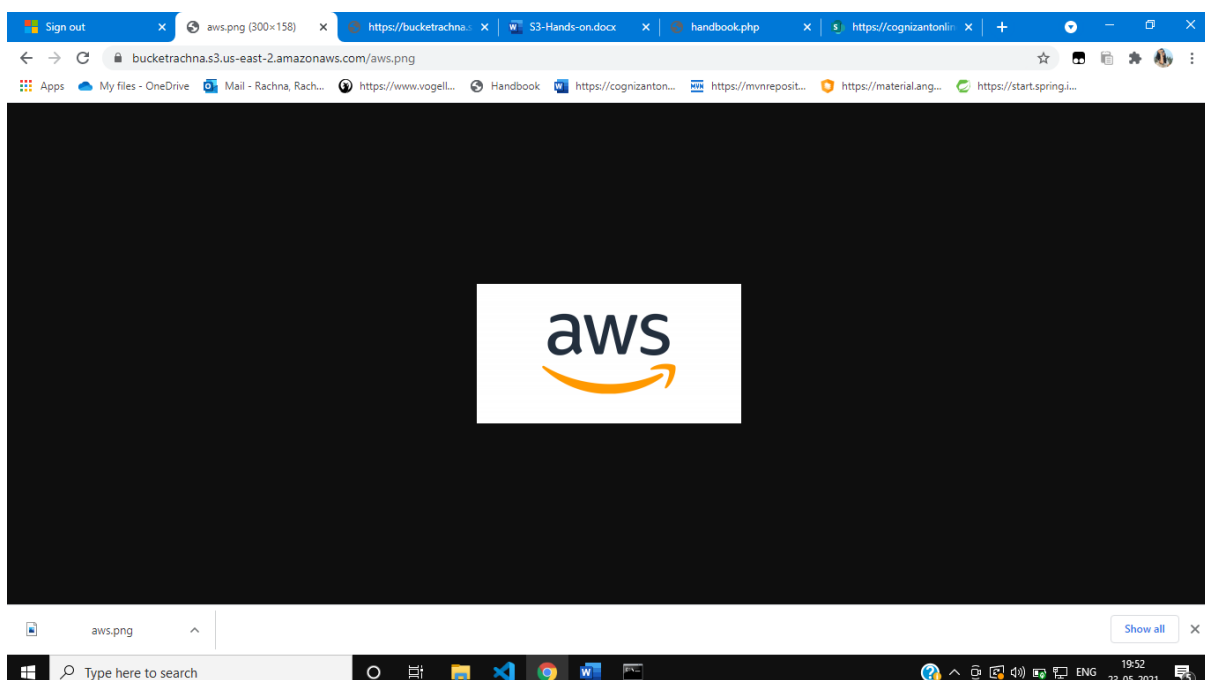 Sign out
aws.png (300×158)
https://bucketrachna.s
S3-Hands-on.docx
handbook.php
https://cognizantonlin
bucketrachna.s3.us-east-2.amazonaws.com/aws.png
Apps
My files - OneDrive
Mail - Rachna, Rach...
https://www.vogell...
Handbook
https://cognizanton...
https://mvnreposit...
https://material.ang...
https://start.spring.i...
aws
aws.png
Show all
Type here to search
ENG
19:52
23-05-2021